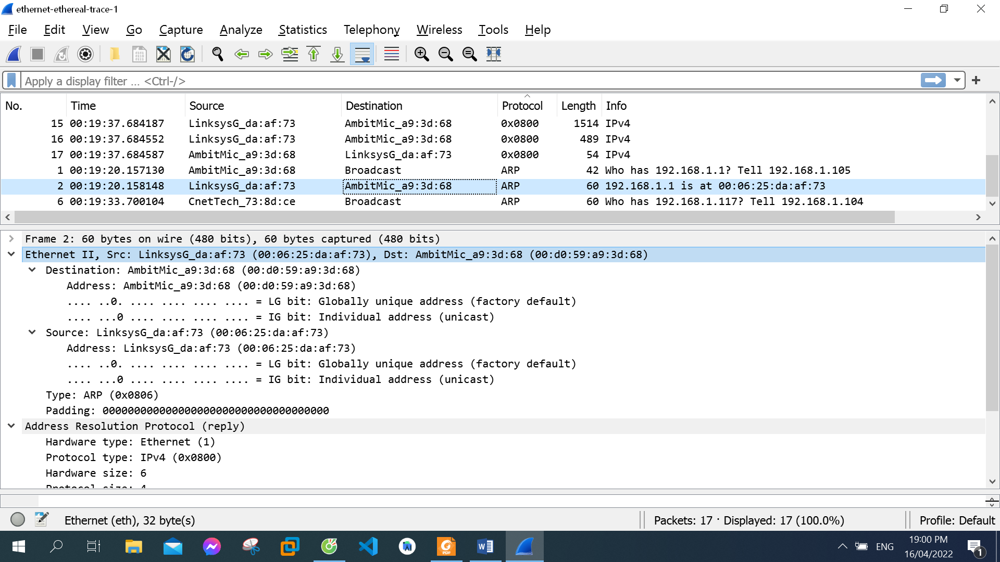 ethernet-ethereal-trace-1
File Edit View Go Capture Analyze Statistics Telephony Wireless Tools Help
Apply a display filter ... <Ctrl-/>
No. Time Source Destination Protocol Length Info
15 00:19:37.684187 LinksysG_da:af:73 AmbitMic_a9:3d:68 0x0800 1514 IPv4
16 00:19:37.684552 LinksysG_da:af:73 AmbitMic_a9:3d:68 0x0800 489 IPv4
17 00:19:37.684587 AmbitMic_a9:3d:68 LinksysG_da:af:73 0x0800 54 IPv4
1 00:19:20.157130 AmbitMic_a9:3d:68 Broadcast ARP 42 Who has 192.168.1.1? Tell 192.168.1.105
2 00:19:20.158148 LinksysG_da:af:73 AmbitMic_a9:3d:68 ARP 60 192.168.1.1 is at 00:06:25:da:af:73
6 00:19:33.700104 CnetTech_73:8d:ce Broadcast ARP 60 Who has 192.168.1.117? Tell 192.168.1.104
Frame 2: 60 bytes on wire (480 bits), 60 bytes captured (480 bits)
Ethernet II, Src: LinksysG_da:af:73 (00:06:25:da:af:73), Dst: AmbitMic_a9:3d:68 (00:d0:59:a9:3d:68)
Destination: AmbitMic_a9:3d:68 (00:d0:59:a9:3d:68)
Address: AmbitMic_a9:3d:68 (00:d0:59:a9:3d:68)
.... ..0. .... .... .... .... = LG bit: Globally unique address (factory default)
.... ...0 .... .... .... .... = IG bit: Individual address (unicast)
Source: LinksysG_da:af:73 (00:06:25:da:af:73)
Address: LinksysG_da:af:73 (00:06:25:da:af:73)
.... ..0. .... .... .... .... = LG bit: Globally unique address (factory default)
.... ...0 .... .... .... .... = IG bit: Individual address (unicast)
Type: ARP (0x0806)
Padding: 000000000000000000000000000000000000
Address Resolution Protocol (reply)
Hardware type: Ethernet (1)
Protocol type: IPv4 (0x0800)
Hardware size: 6
Protocol size: 4
Ethernet (eth), 32 byte(s)
Packets: 17 · Displayed: 17 (100.0%)
Profile: Default
ENG
19:00 PM
16/04/2022
1